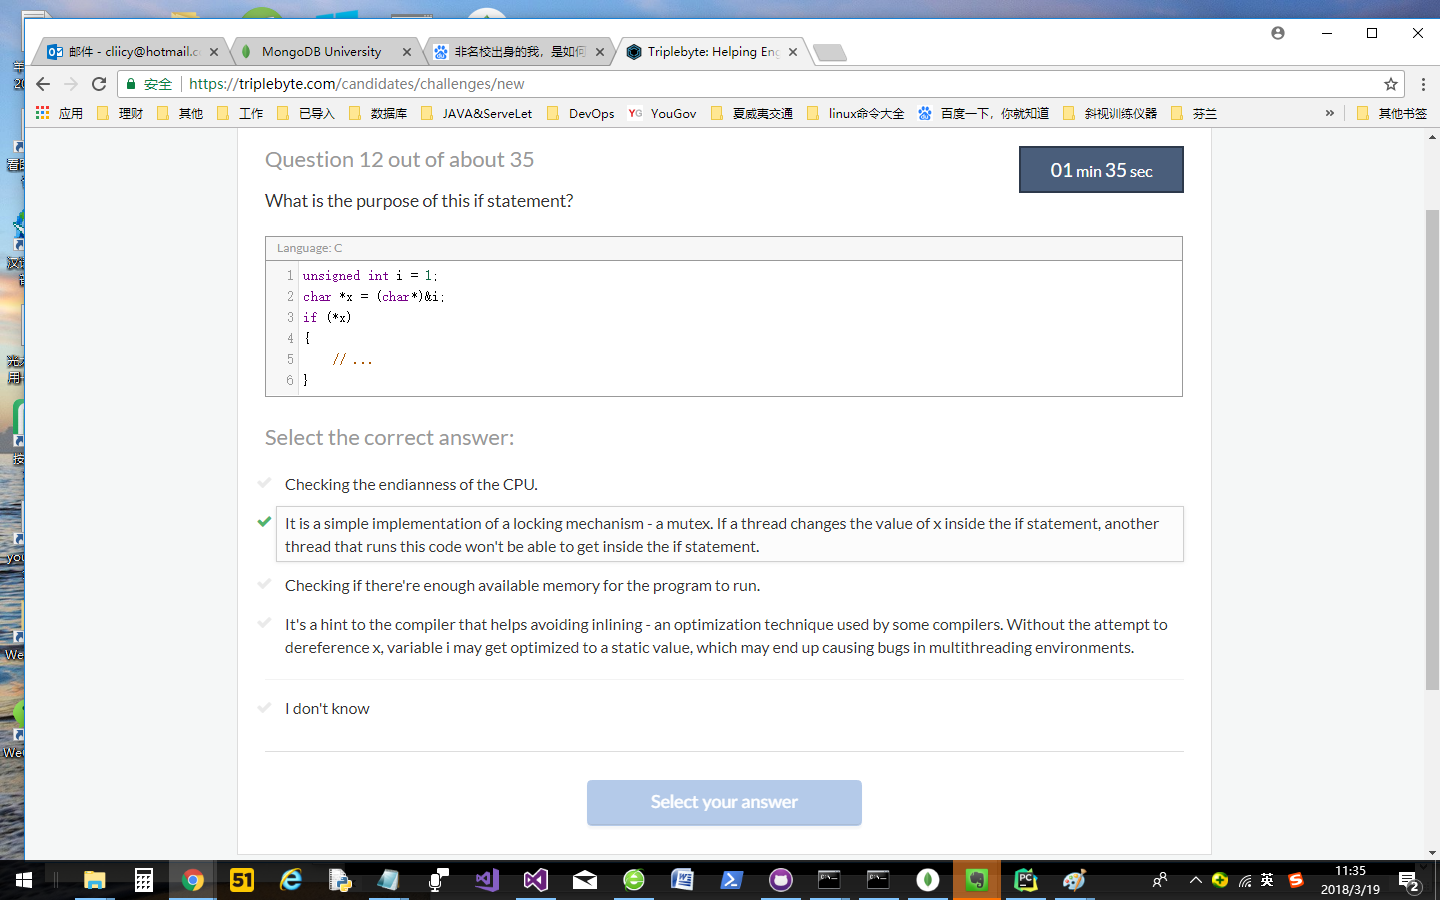 邮件 - cliicy@hotmail.c
MongoDB University
非名校出身的我，是如何
Triplebyte: Helping Eng
安全 https://triplebyte.com/candidates/challenges/new
应用 理财 其他 工作 已导入 数据库 JAVA&ServeLet DevOps YG YouGov 夏威夷交通 linux命令大全 百度一下，你就知道 斜视训练仪器 芬兰 » 其他书签
Question 12 out of about 35
01 min 35 sec
What is the purpose of this if statement?
Language: C
1 unsigned int i = 1;
2 char *x = (char*)&i;
3 if (*x)
4 {
5 // ...
6 }
Select the correct answer:
Checking the endianness of the CPU.
It is a simple implementation of a locking mechanism - a mutex. If a thread changes the value of x inside the if statement, another
thread that runs this code won't be able to get inside the if statement.
Checking if there're enough available memory for the program to run.
It's a hint to the compiler that helps avoiding inlining - an optimization technique used by some compilers. Without the attempt to
dereference x, variable i may get optimized to a static value, which may end up causing bugs in multithreading environments.
I don't know
Select your answer
51
PC
英
11:35
2018/3/19
2